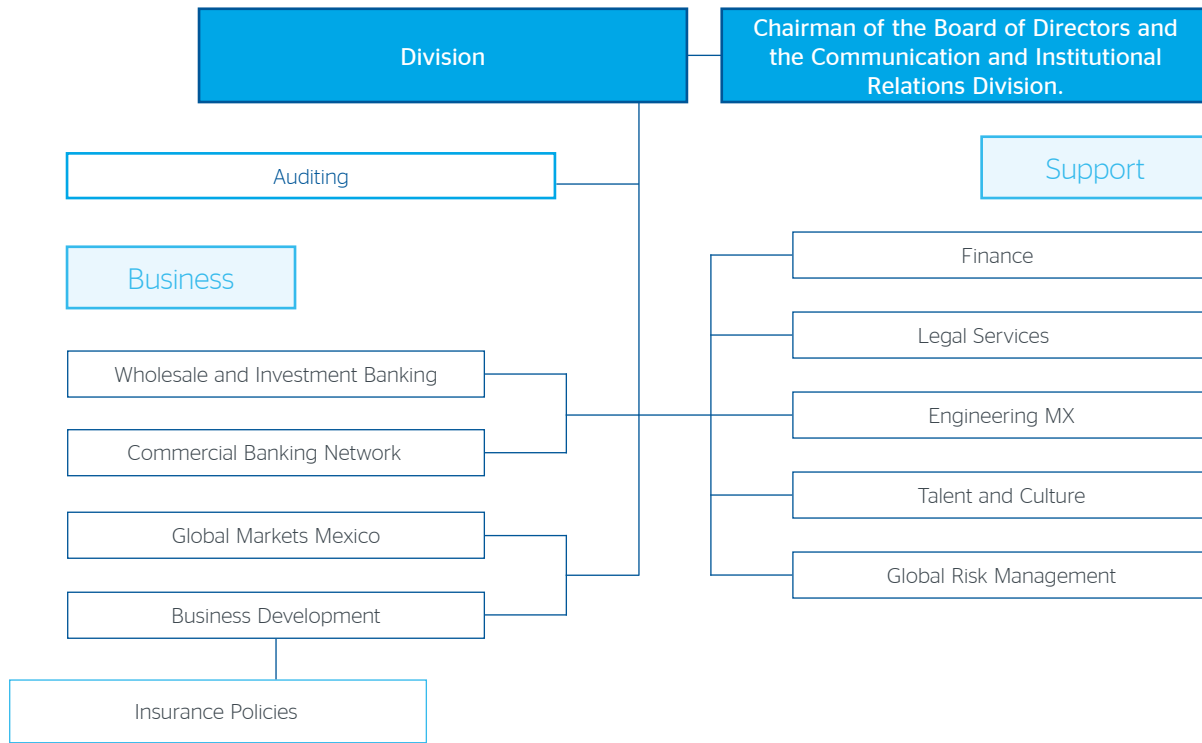 Division
Chairman of the Board of Directors and
the Communication and Institutional
Relations Division.
Auditing
Support
Business
Finance
Legal Services
Wholesale and Investment Banking
Engineering MX
Commercial Banking Network
Talent and Culture
Global Markets Mexico
Global Risk Management
Business Development
Insurance Policies